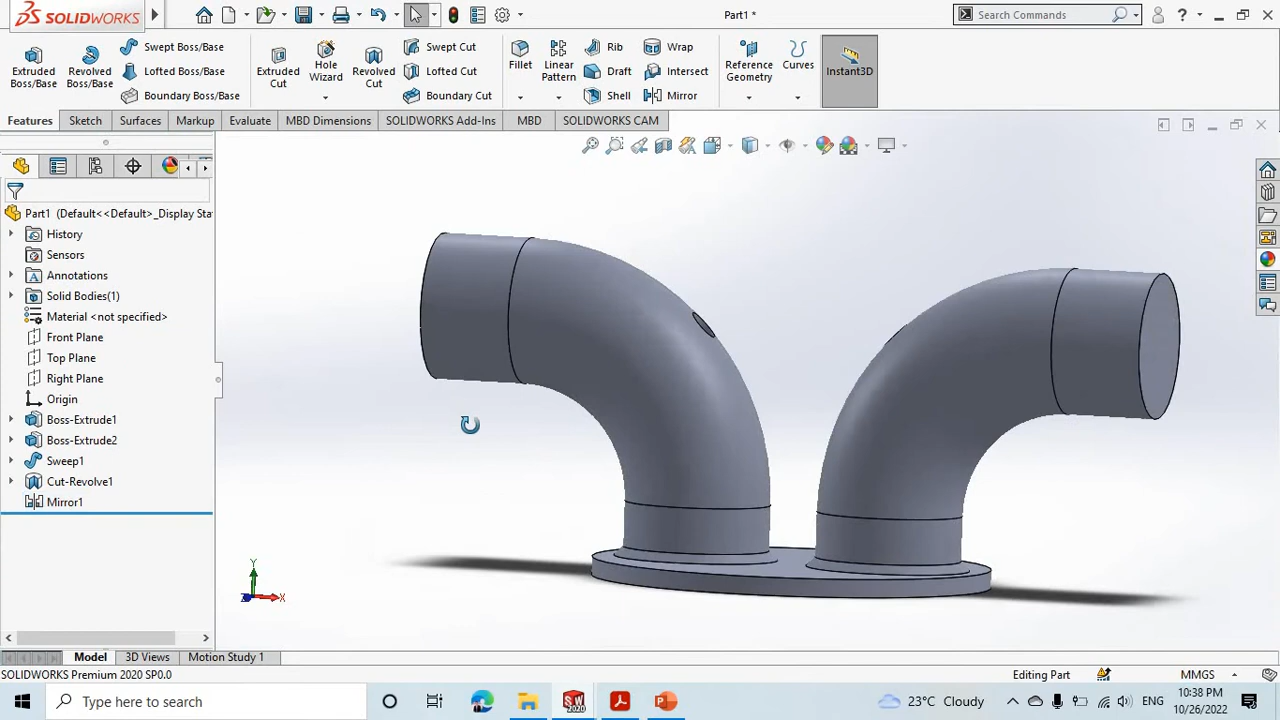 SOLIDWORKS
Part1 *
Search Commands
Extruded Boss/Base
Revolved Boss/Base
Swept Boss/Base
Lofted Boss/Base
Boundary Boss/Base
Extruded Cut
Hole Wizard
Revolved Cut
Swept Cut
Lofted Cut
Boundary Cut
Fillet
Linear Pattern
Rib
Draft
Shell
Wrap
Intersect
Mirror
Reference Geometry
Curves
Instant3D
Features
Sketch
Surfaces
Markup
Evaluate
MBD Dimensions
SOLIDWORKS Add-Ins
MBD
SOLIDWORKS CAM
Part1 (Default<<Default>_Display Sta
History
Sensors
Annotations
Solid Bodies(1)
Material <not specified>
Front Plane
Top Plane
Right Plane
Origin
Boss-Extrude1
Boss-Extrude2
Sweep1
Cut-Revolve1
Mirror1
Y
Z
X
Model
3D Views
Motion Study 1
SOLIDWORKS Premium 2020 SP0.0
Editing Part
MMGS
Type here to search
SW
2020
23°C Cloudy
ENG
10:38 PM
10/26/2022